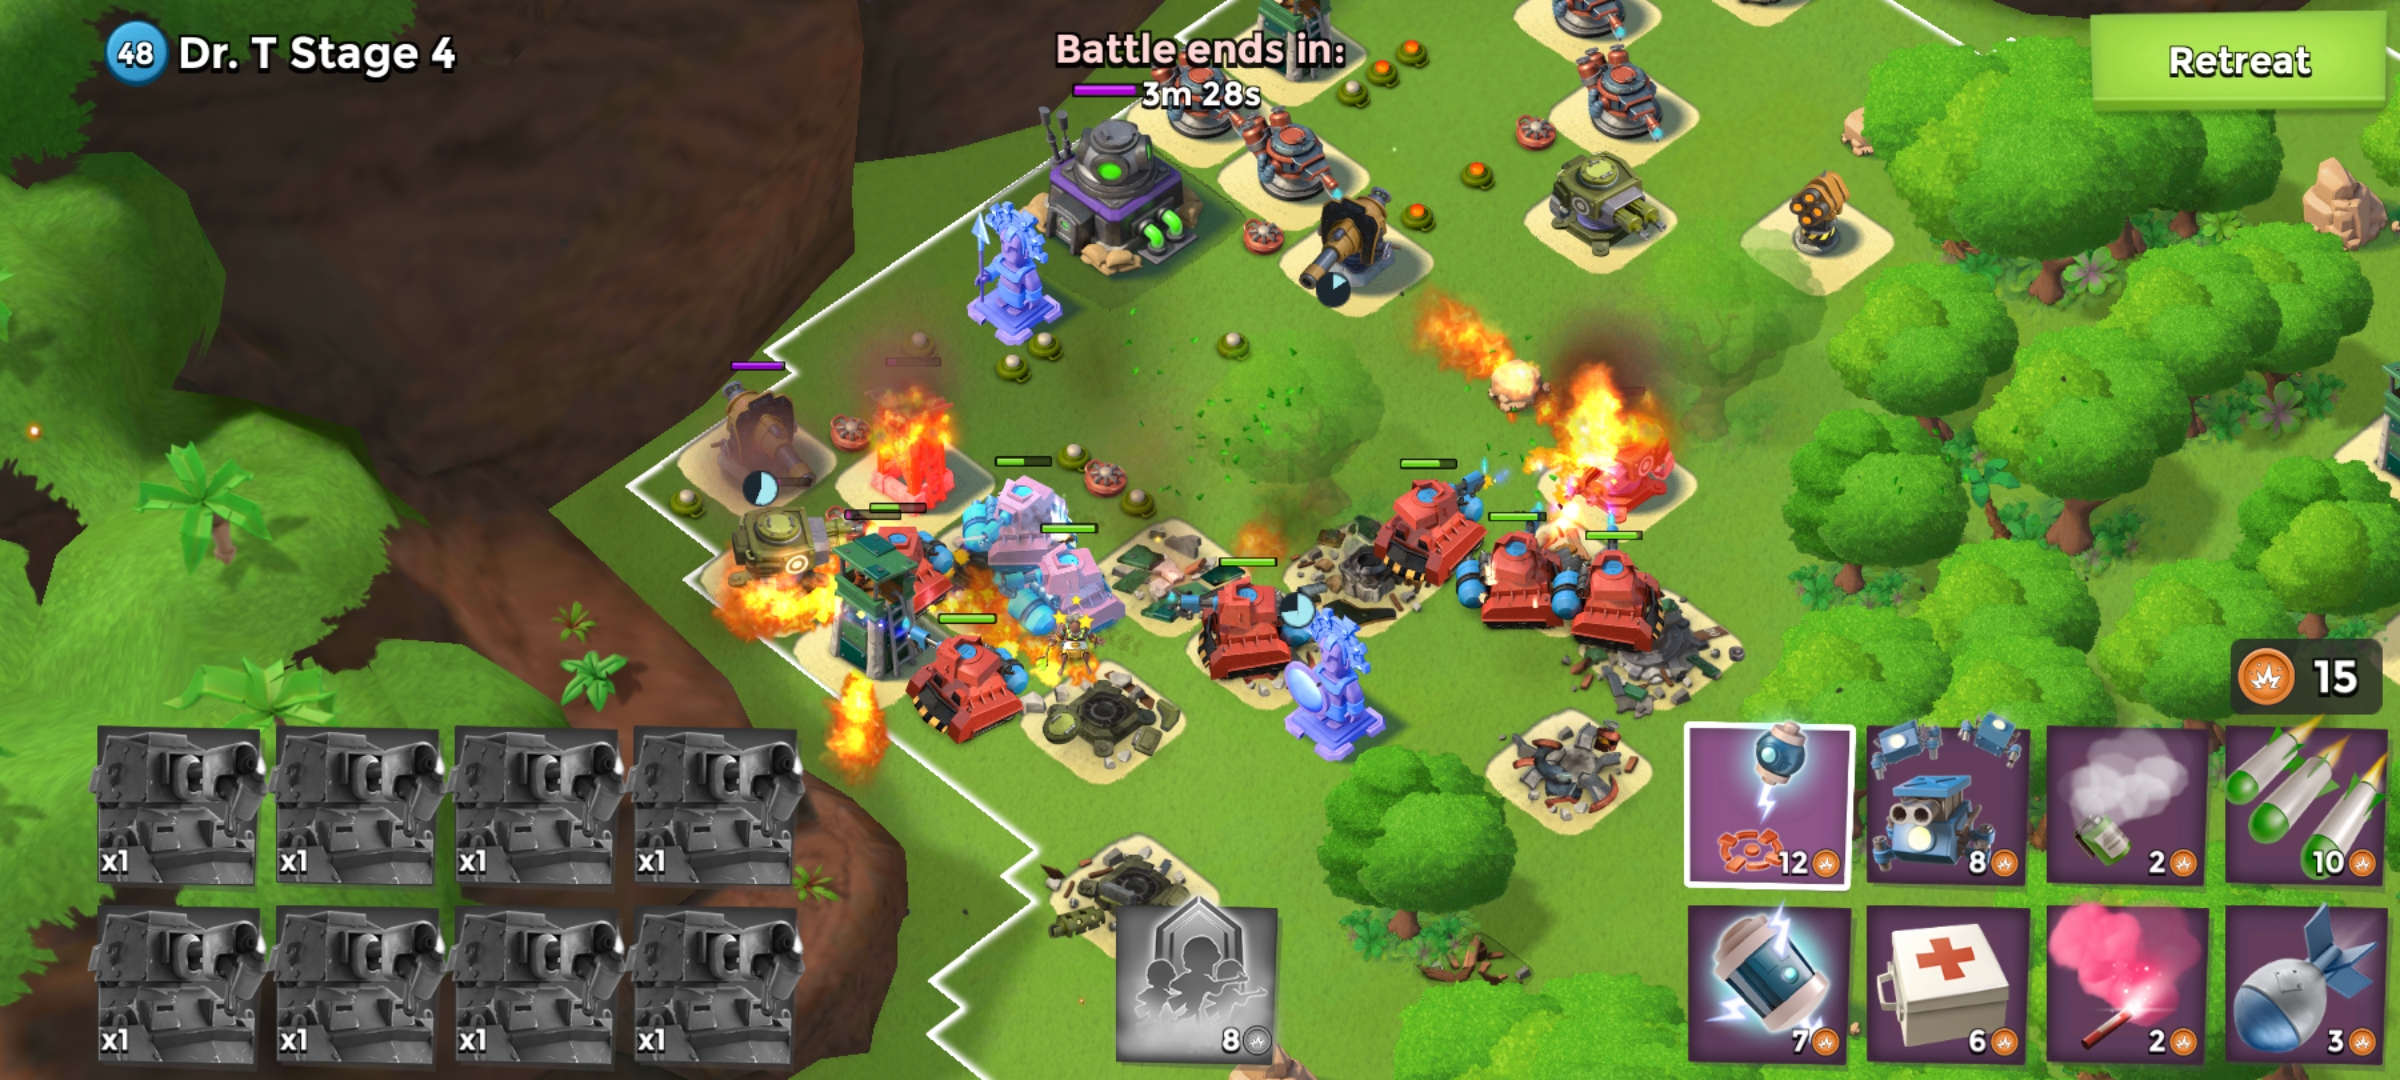 48 Dr. T Stage 4
Battle ends in:
3m 28s
Retreat
15
x1 x1 x1 x1
12 8 2 10
x1 x1 x1 x1
8
7 6 2 3